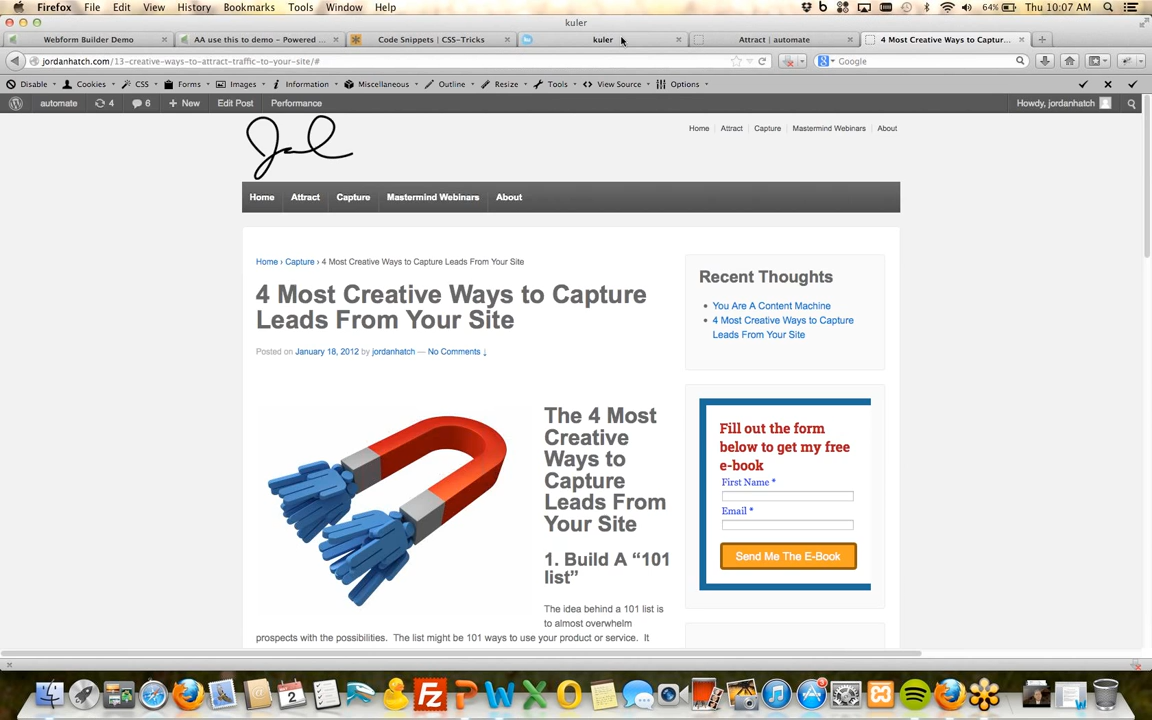 Firefox File Edit View History Bookmarks Tools Window Help 64% Thu 10:07 AM
kuler
Webform Builder Demo AA use this to demo - Powered ... Code Snippets | CSS-Tricks kuler Attract | automate 4 Most Creative Ways to Captur...
jordanhatch.com/13-creative-ways-to-attract-traffic-to-your-site/# Google
Disable Cookies CSS Forms Images Information Miscellaneous Outline Resize Tools View Source Options
automate 4 6 New Edit Post Performance Howdy, jordanhatch
Home Attract Capture Mastermind Webinars About
Home Attract Capture Mastermind Webinars About
Home › Capture › 4 Most Creative Ways to Capture Leads From Your Site
4 Most Creative Ways to Capture
Leads From Your Site
Posted on January 18, 2012 by jordanhatch — No Comments ↓
The 4 Most
Creative
Ways to
Capture
Leads From
Your Site
1. Build A “101
list”
The idea behind a 101 list is
to almost overwhelm
prospects with the possibilities. The list might be 101 ways to use your product or service. It
Recent Thoughts
You Are A Content Machine
4 Most Creative Ways to Capture
Leads From Your Site
Fill out the form
below to get my free
e-book
First Name *
Email *
Send Me The E-Book